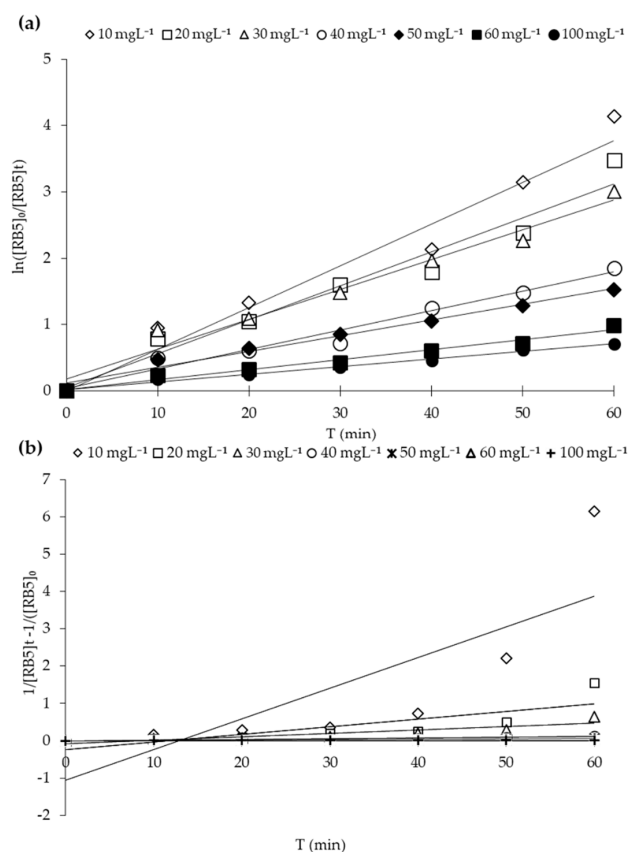 (a)
◇ 10 mgL⁻¹ □ 20 mgL⁻¹ △ 30 mgL⁻¹ ○ 40 mgL⁻¹ ◆ 50 mgL⁻¹ ■ 60 mgL⁻¹ ● 100 mgL⁻¹
5
4
3
2
1
0
ln([RB5]₀/[RB5]t)
0 10 20 30 40 50 60
T (min)
(b)
◇ 10 mgL⁻¹ □ 20 mgL⁻¹ △ 30 mgL⁻¹ ○ 40 mgL⁻¹ ж 50 mgL⁻¹ △ 60 mgL⁻¹ + 100 mgL⁻¹
7
6
5
4
3
2
1
0
-1
-2
1/[RB5]t -1/([RB5]₀
0 10 20 30 40 50 60
T (min)